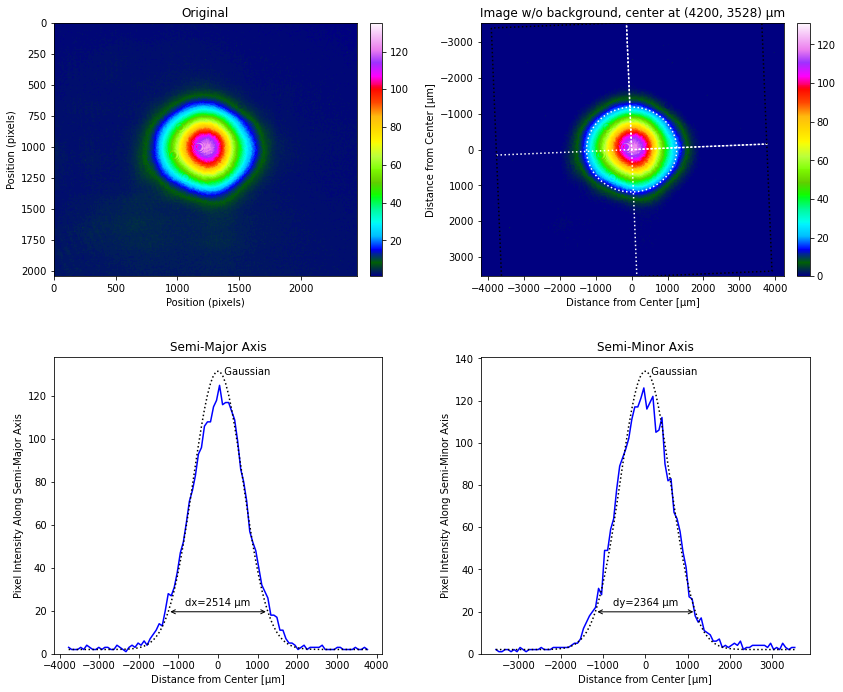 Original
0
250
500
750
1000
1250
1500
1750
2000
0
500
1000
1500
2000
Position (pixels)
Position (pixels)
120
100
80
60
40
20
Image w/o background, center at (4200, 3528) µm
−3000
−2000
−1000
0
1000
2000
3000
−4000 −3000 −2000 −1000 0 1000 2000 3000 4000
Distance from Center [µm]
Distance from Center [µm]
120
100
80
60
40
20
0
Semi-Major Axis
Gaussian
120
100
80
60
40
20
0
dx=2514 µm
−4000 −3000 −2000 −1000 0 1000 2000 3000 4000
Distance from Center [µm]
Pixel Intensity Along Semi-Major Axis
Semi-Minor Axis
Gaussian
140
120
100
80
60
40
20
0
dy=2364 µm
−3000 −2000 −1000 0 1000 2000 3000
Distance from Center [µm]
Pixel Intensity Along Semi-Minor Axis